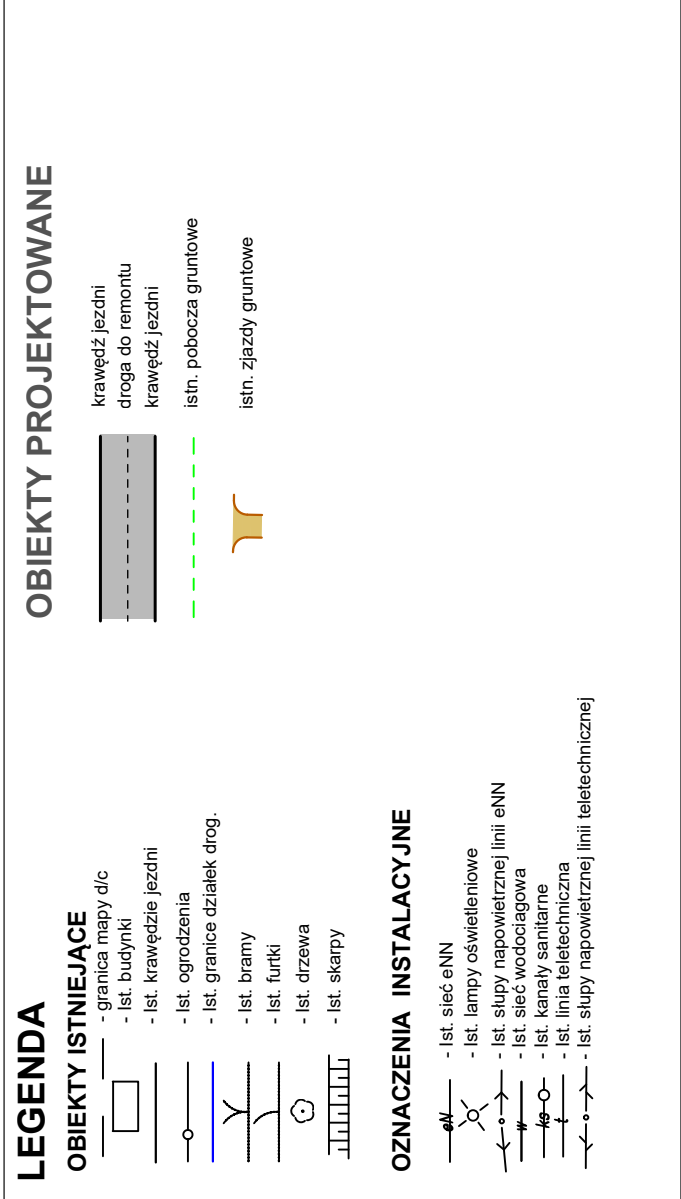 LEGENDA
OBIEKTY ISTNIEJĄCE
- granica mapy d/c
- Ist. budynki
- Ist. krawędzie jezdni
- Ist. ogrodzenia
- Ist. granice działek drog.
- Ist. bramy
- Ist. furtki
- Ist. drzewa
- Ist. skarpy
OZNACZENIA INSTALACYJNE
eN - Ist. sieć eNN
- Ist. lampy oświetleniowe
- Ist. słupy napowietrznej linii eNN
w - Ist. sieć wodociagowa
ks - Ist. kanały sanitarne
t - Ist. linia teletechniczna
- Ist. słupy napowietrznej linii teletechnicznej
OBIEKTY PROJEKTOWANE
krawędź jezdni
droga do remontu
krawędź jezdni
istn. pobocza gruntowe
istn. zjazdy gruntowe